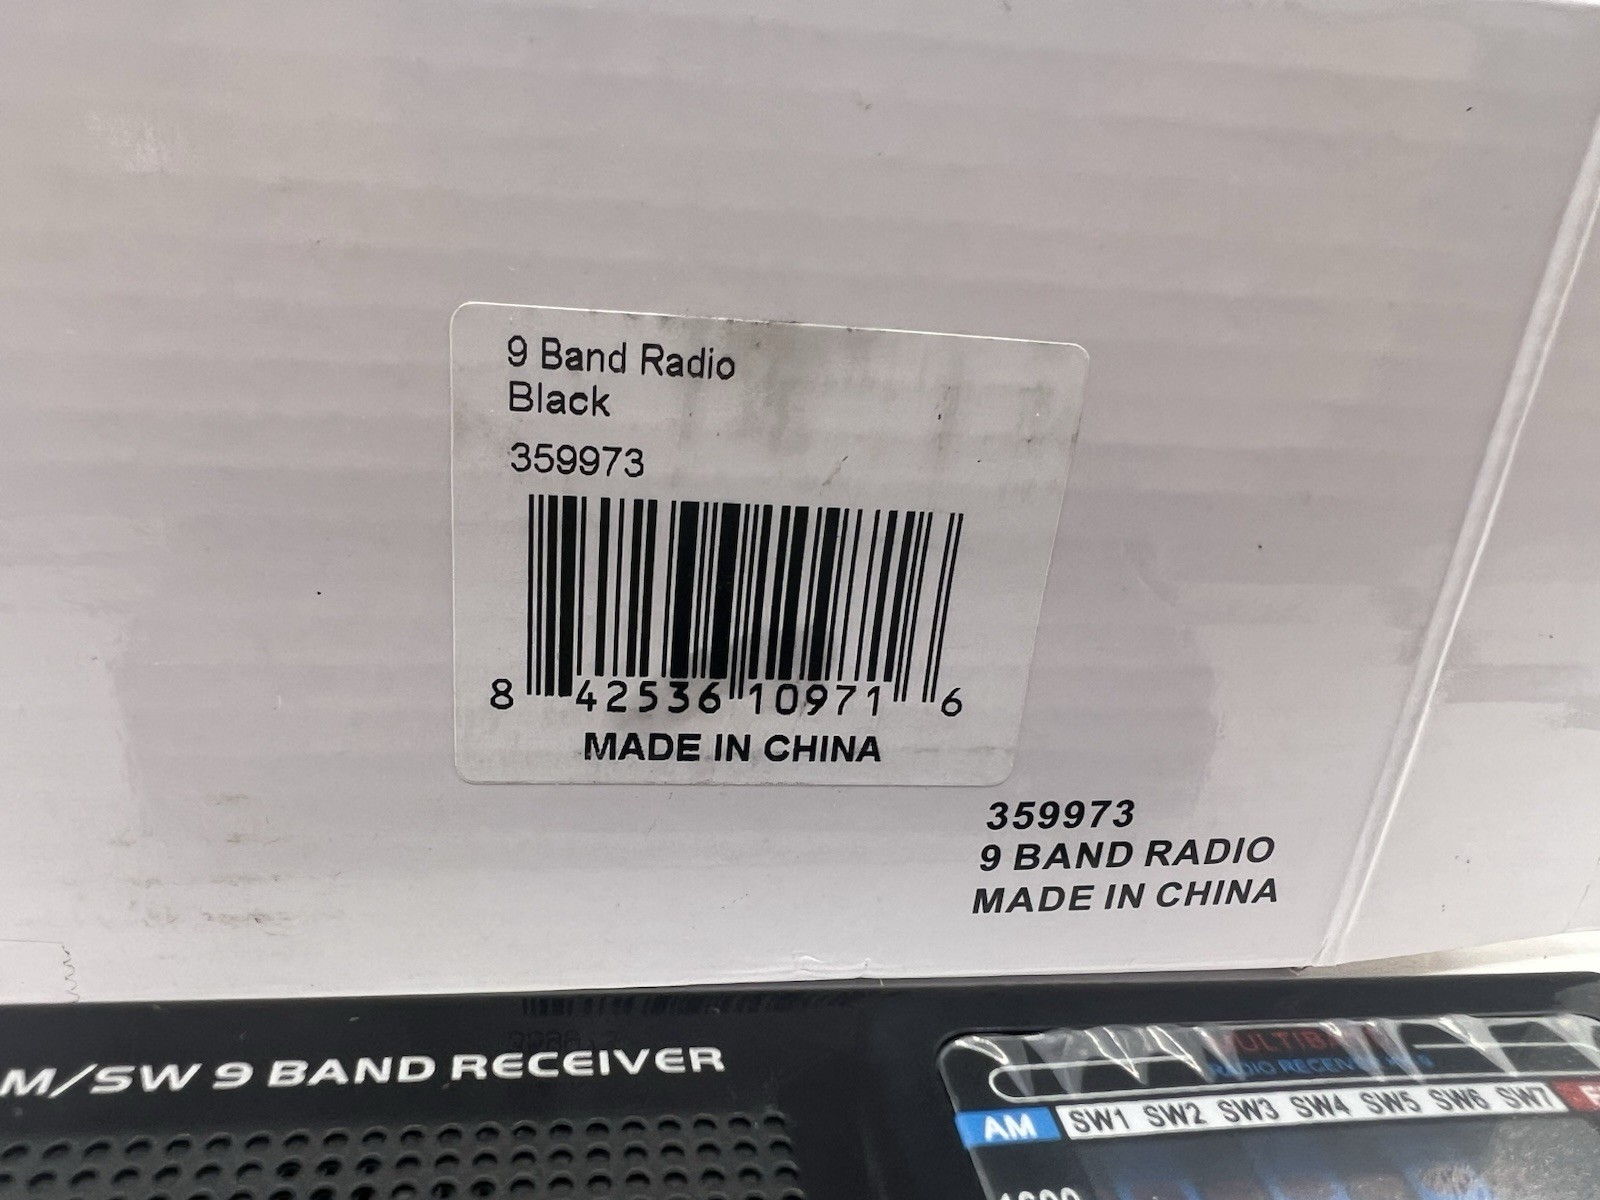 9 Band Radio
Black
359973
8 42536 10971 6
MADE IN CHINA
359973
9 BAND RADIO
MADE IN CHINA
M/SW 9 BAND RECEIVER
AM SW1 SW2 SW3 SW4 SW5 SW6 SW7